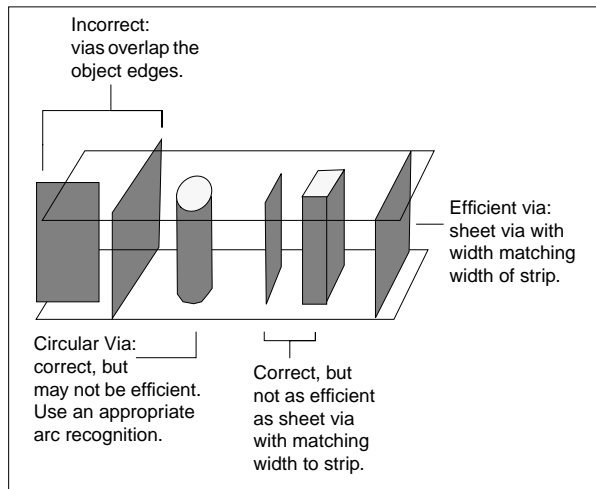 Incorrect:
vias overlap the
object edges.
Efficient via:
sheet via with
width matching
width of strip.
Circular Via:
correct, but
may not be efficient.
Use an appropriate
arc recognition.
Correct, but
not as efficient
as sheet via
with matching
width to strip.